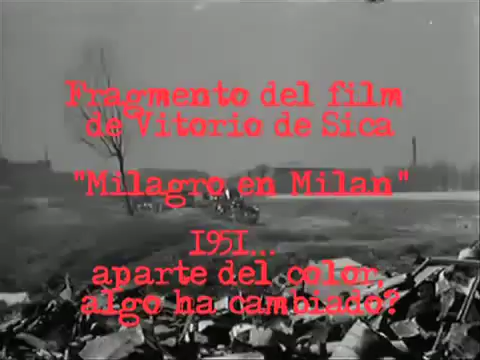 Fragmento del film
de Vitorio de Sica
"Milagro en Milan"
1951...
aparte del color,
algo ha cambiado?